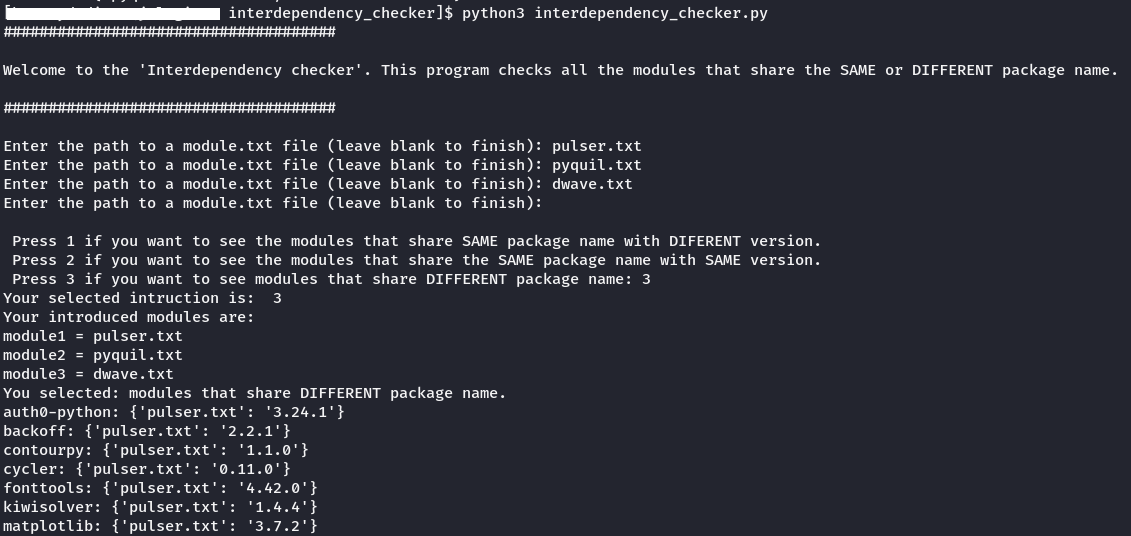 interdependency_checker]$ python3 interdependency_checker.py
#####################################
Welcome to the 'Interdependency checker'. This program checks all the modules that share the SAME or DIFFERENT package name.
#####################################
Enter the path to a module.txt file (leave blank to finish): pulser.txt
Enter the path to a module.txt file (leave blank to finish): pyquil.txt
Enter the path to a module.txt file (leave blank to finish): dwave.txt
Enter the path to a module.txt file (leave blank to finish):
Press 1 if you want to see the modules that share SAME package name with DIFERENT version.
Press 2 if you want to see the modules that share the SAME package name with SAME version.
Press 3 if you want to see modules that share DIFFERENT package name: 3
Your selected intruction is:  3
Your introduced modules are:
module1 = pulser.txt
module2 = pyquil.txt
module3 = dwave.txt
You selected: modules that share DIFFERENT package name.
auth0-python: {'pulser.txt': '3.24.1'}
backoff: {'pulser.txt': '2.2.1'}
contourpy: {'pulser.txt': '1.1.0'}
cycler: {'pulser.txt': '0.11.0'}
fonttools: {'pulser.txt': '4.42.0'}
kiwisolver: {'pulser.txt': '1.4.4'}
matplotlib: {'pulser.txt': '3.7.2'}